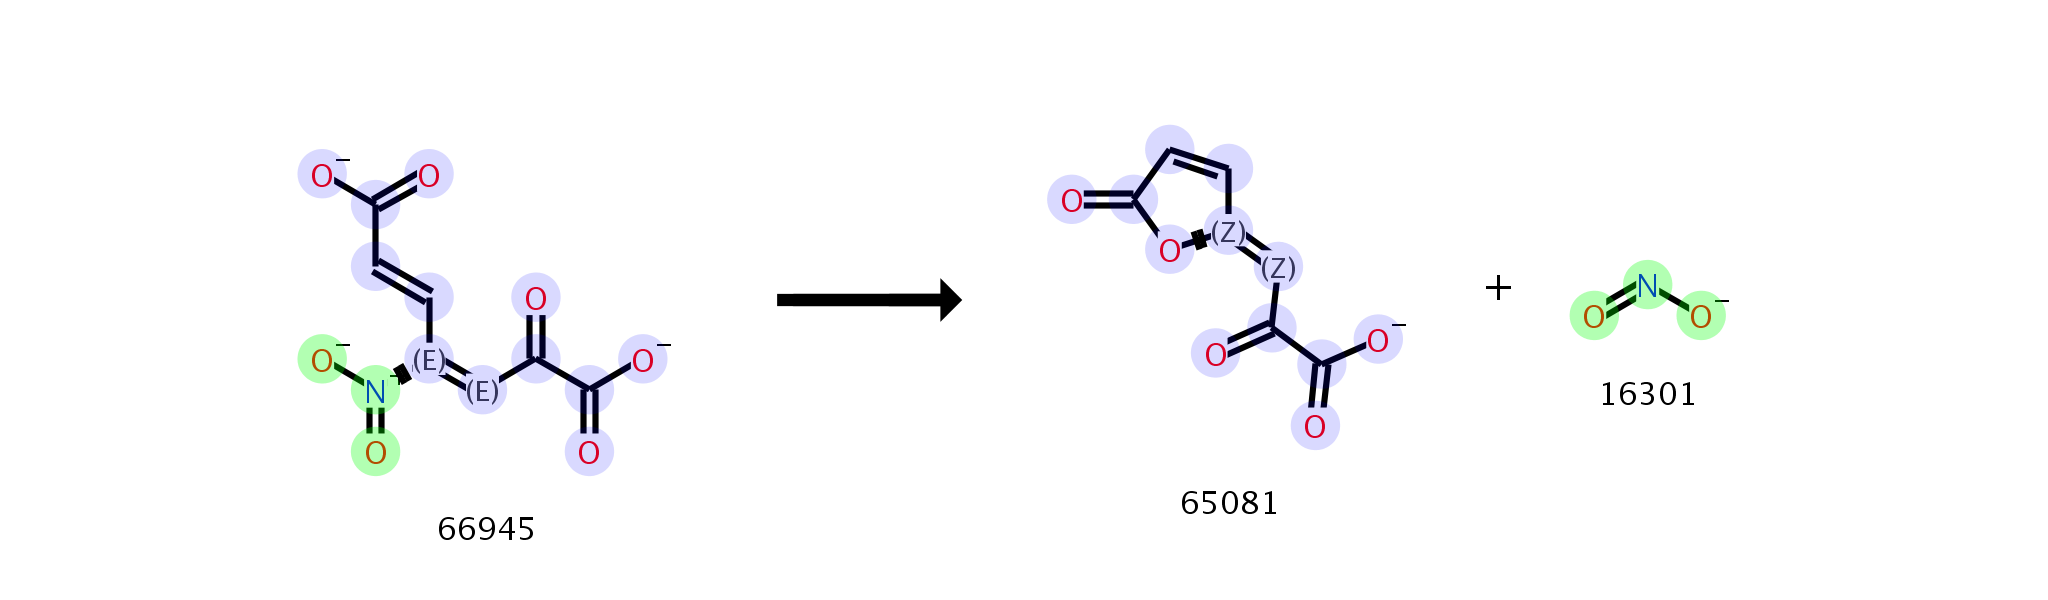 O− O
(E) O O−
O− N+ (E) O
O
66945
O O (Z) (Z) O O− O
65081
+
O N O−
16301